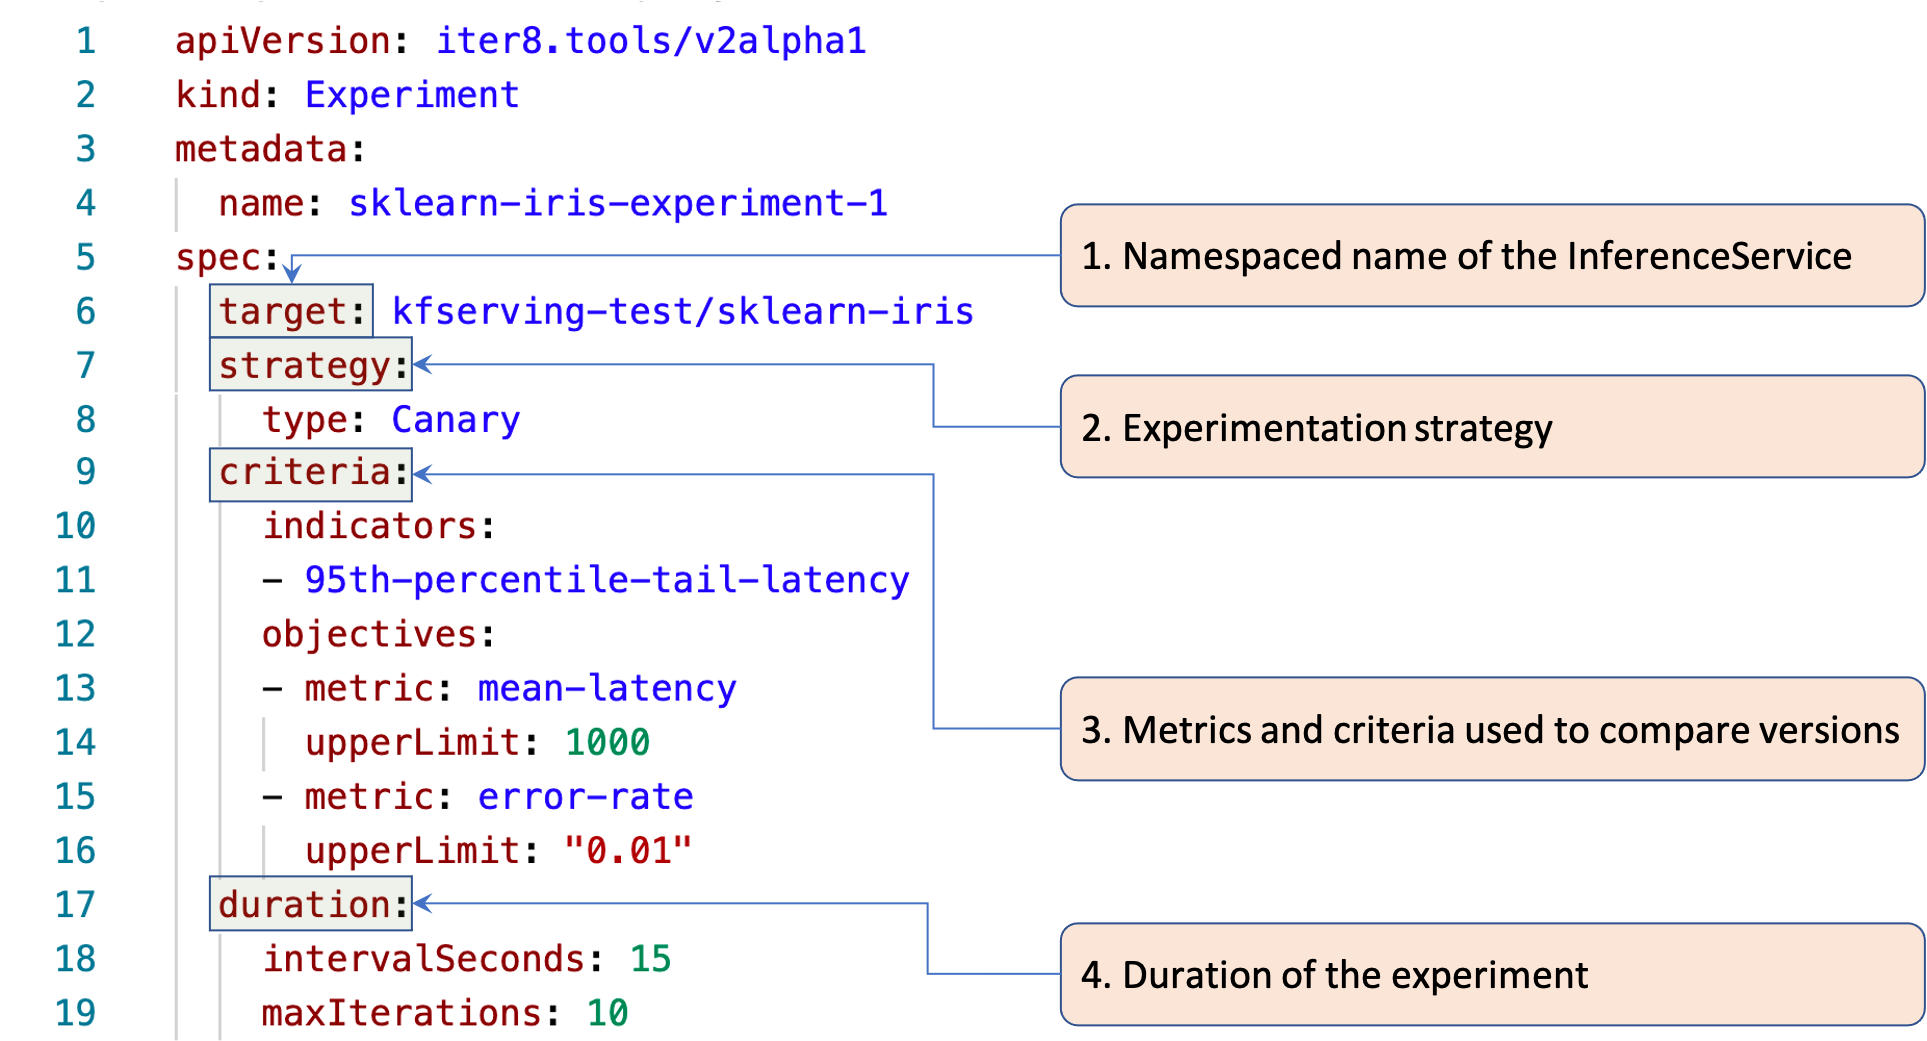 1 apiVersion: iter8.tools/v2alpha1
2 kind: Experiment
3 metadata:
4 name: sklearn-iris-experiment-1
5 spec:
1. Namespaced name of the InferenceService
6 target: kfserving-test/sklearn-iris
7 strategy:
2. Experimentation strategy
8 type: Canary
9 criteria:
10 indicators:
11 - 95th-percentile-tail-latency
12 objectives:
13 - metric: mean-latency
3. Metrics and criteria used to compare versions
14 upperLimit: 1000
15 - metric: error-rate
16 upperLimit: "0.01"
17 duration:
4. Duration of the experiment
18 intervalSeconds: 15
19 maxIterations: 10